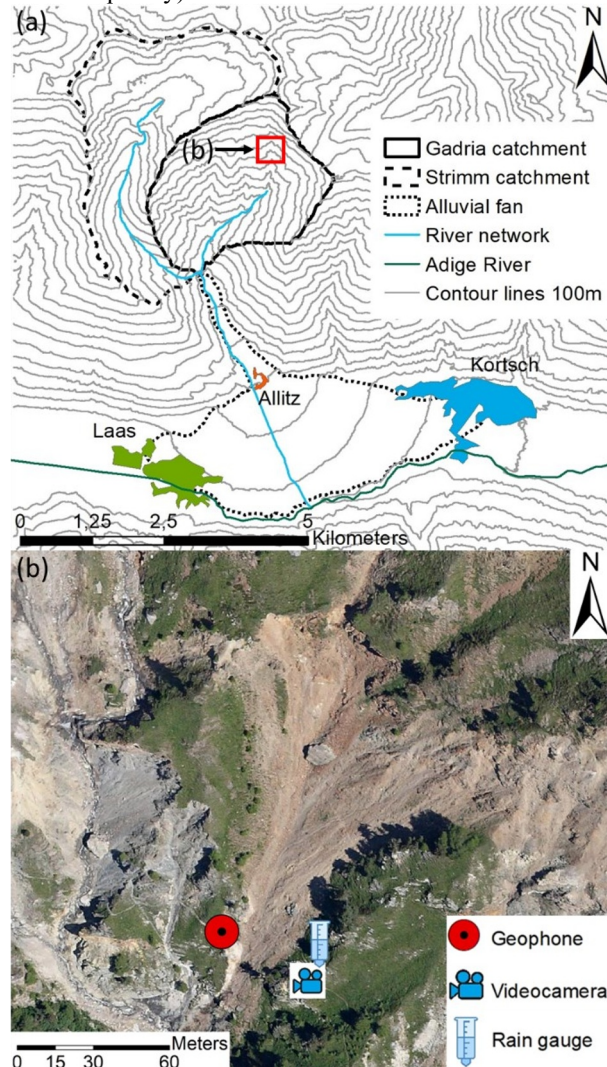 (a)
N
(b)
Gadria catchment
Strimm catchment
Alluvial fan
River network
Adige River
Contour lines 100m
Kortsch
Allitz
Laas
0 1,25 2,5 5
Kilometers
(b)
N
Geophone
Videocamera
Rain gauge
Meters
0 15 30 60